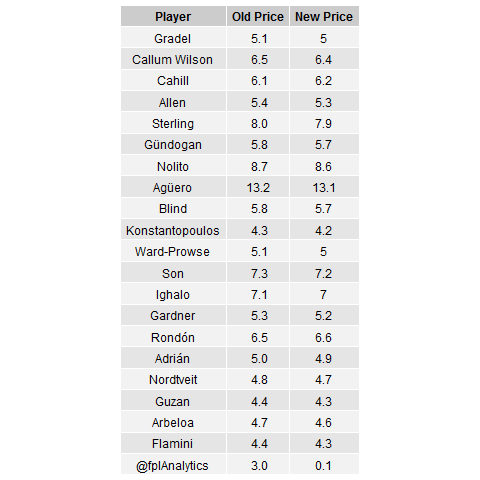 Player Old Price New Price
Gradel 5.1 5
Callum Wilson 6.5 6.4
Cahill 6.1 6.2
Allen 5.4 5.3
Sterling 8.0 7.9
Gündogan 5.8 5.7
Nolito 8.7 8.6
Agüero 13.2 13.1
Blind 5.8 5.7
Konstantopoulos 4.3 4.2
Ward-Prowse 5.1 5
Son 7.3 7.2
Ighalo 7.1 7
Gardner 5.3 5.2
Rondón 6.5 6.6
Adrián 5.0 4.9
Nordtveit 4.8 4.7
Guzan 4.4 4.3
Arbeloa 4.7 4.6
Flamini 4.4 4.3
@fplAnalytics 3.0 0.1